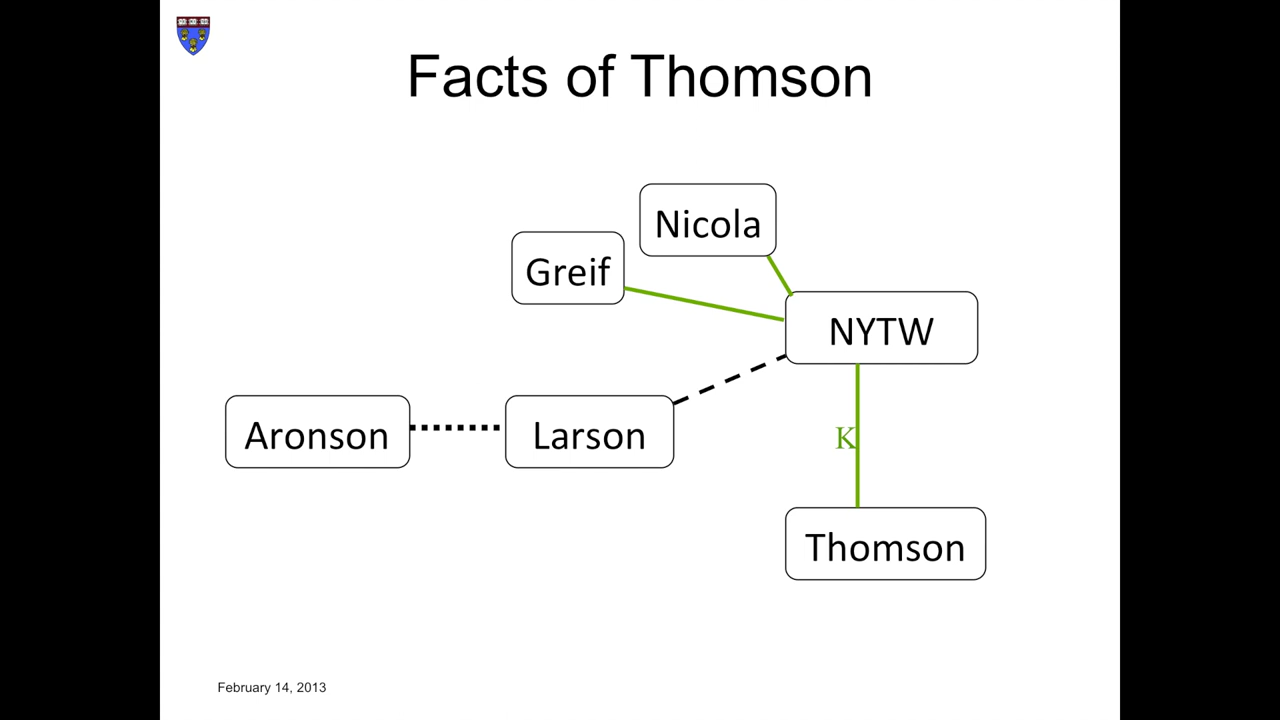 Facts of Thomson
Nicola
Greif
NYTW
Aronson
Larson
K
Thomson
February 14, 2013